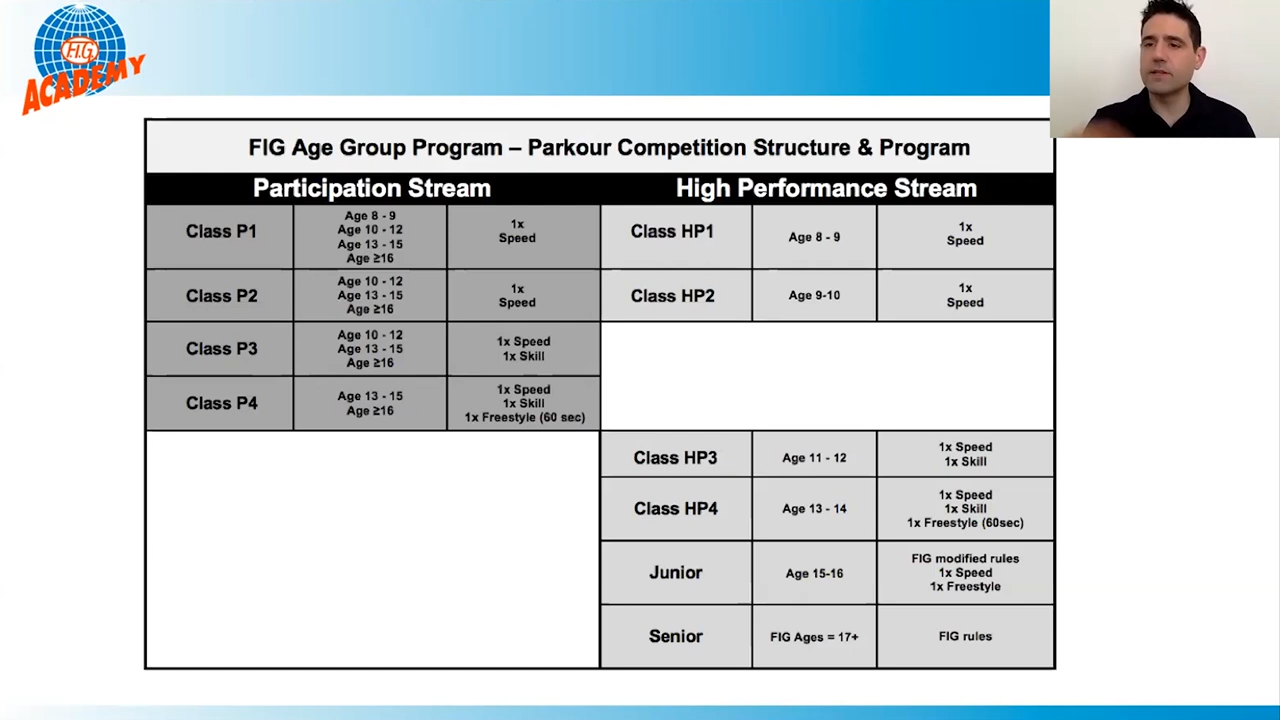 F.I.G.
ACADEMY
FIG Age Group Program – Parkour Competition Structure & Program
Participation Stream
High Performance Stream
Class P1
Age 8 - 9
Age 10 - 12
Age 13 - 15
Age ≥16
1x
Speed
Class HP1
Age 8 - 9
1x
Speed
Class P2
Age 10 - 12
Age 13 - 15
Age ≥16
1x
Speed
Class HP2
Age 9-10
1x
Speed
Class P3
Age 10 - 12
Age 13 - 15
Age ≥16
1x Speed
1x Skill
Class P4
Age 13 - 15
Age ≥16
1x Speed
1x Skill
1x Freestyle (60 sec)
Class HP3
Age 11 - 12
1x Speed
1x Skill
Class HP4
Age 13 - 14
1x Speed
1x Skill
1x Freestyle (60sec)
Junior
Age 15-16
FIG modified rules
1x Speed
1x Freestyle
Senior
FIG Ages = 17+
FIG rules